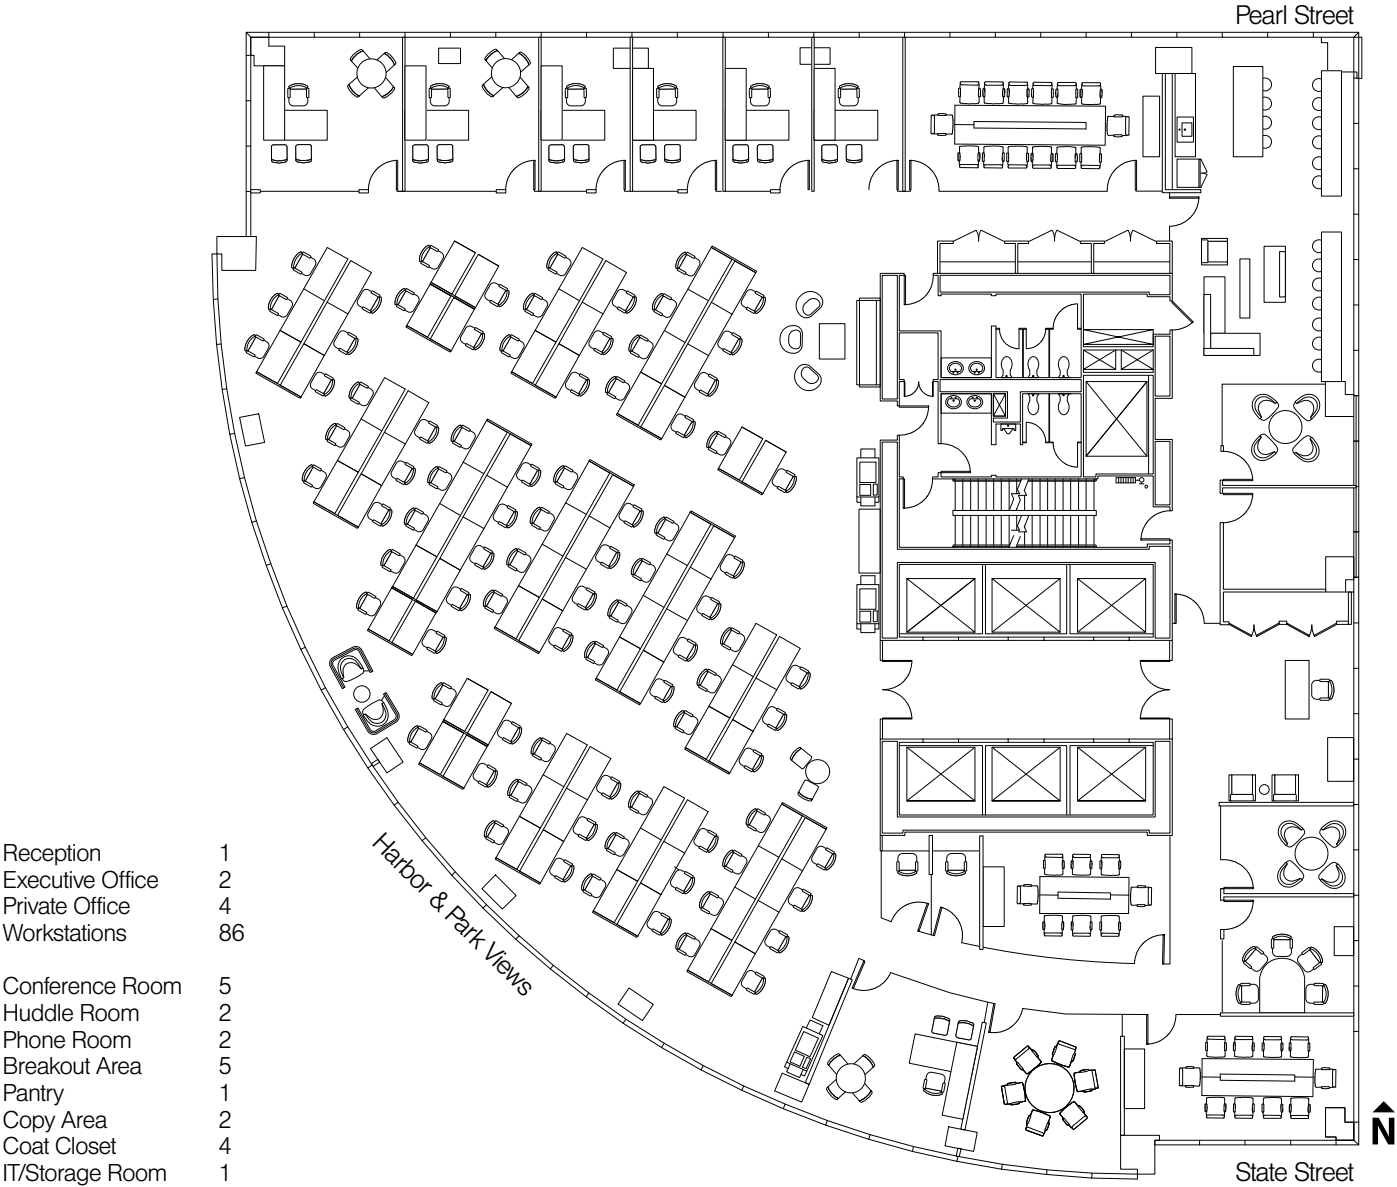 Pearl Street
Harbor & Park Views
Reception 1
Executive Office 2
Private Office 4
Workstations 86
Conference Room 5
Huddle Room 2
Phone Room 2
Breakout Area 5
Pantry 1
Copy Area 2
Coat Closet 4
IT/Storage Room 1
N
State Street